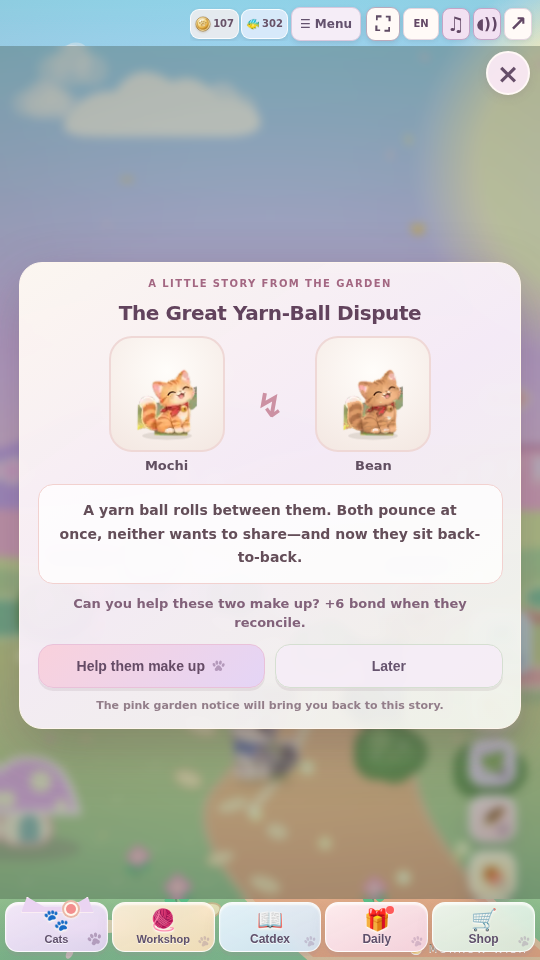 107
302
☰ Menu
EN
A LITTLE STORY FROM THE GARDEN
The Great Yarn-Ball Dispute
Mochi
Bean
A yarn ball rolls between them. Both pounce at
once, neither wants to share—and now they sit back-
to-back.
Can you help these two make up? +6 bond when they
reconcile.
Help them make up
Later
The pink garden notice will bring you back to this story.
Cats
Workshop
Catdex
Daily
Shop